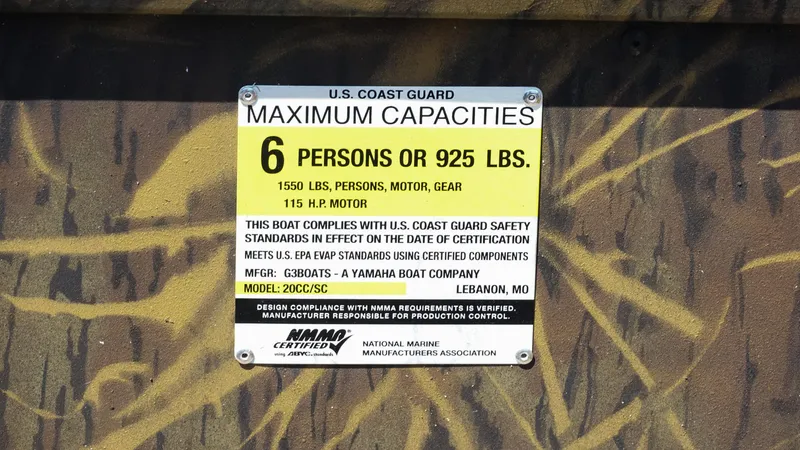 U.S. COAST GUARD
MAXIMUM CAPACITIES
6 PERSONS OR 925 LBS.
1550 LBS, PERSONS, MOTOR, GEAR
115 H.P. MOTOR
THIS BOAT COMPLIES WITH U.S. COAST GUARD SAFETY
STANDARDS IN EFFECT ON THE DATE OF CERTIFICATION
MEETS U.S. EPA EVAP STANDARDS USING CERTIFIED COMPONENTS
MFGR: G3BOATS - A YAMAHA BOAT COMPANY
MODEL: 20CC/SC LEBANON, MO
DESIGN COMPLIANCE WITH NMMA REQUIREMENTS IS VERIFIED.
MANUFACTURER RESPONSIBLE FOR PRODUCTION CONTROL.
NMMA
CERTIFIED
using ABYC standards
NATIONAL MARINE
MANUFACTURERS ASSOCIATION